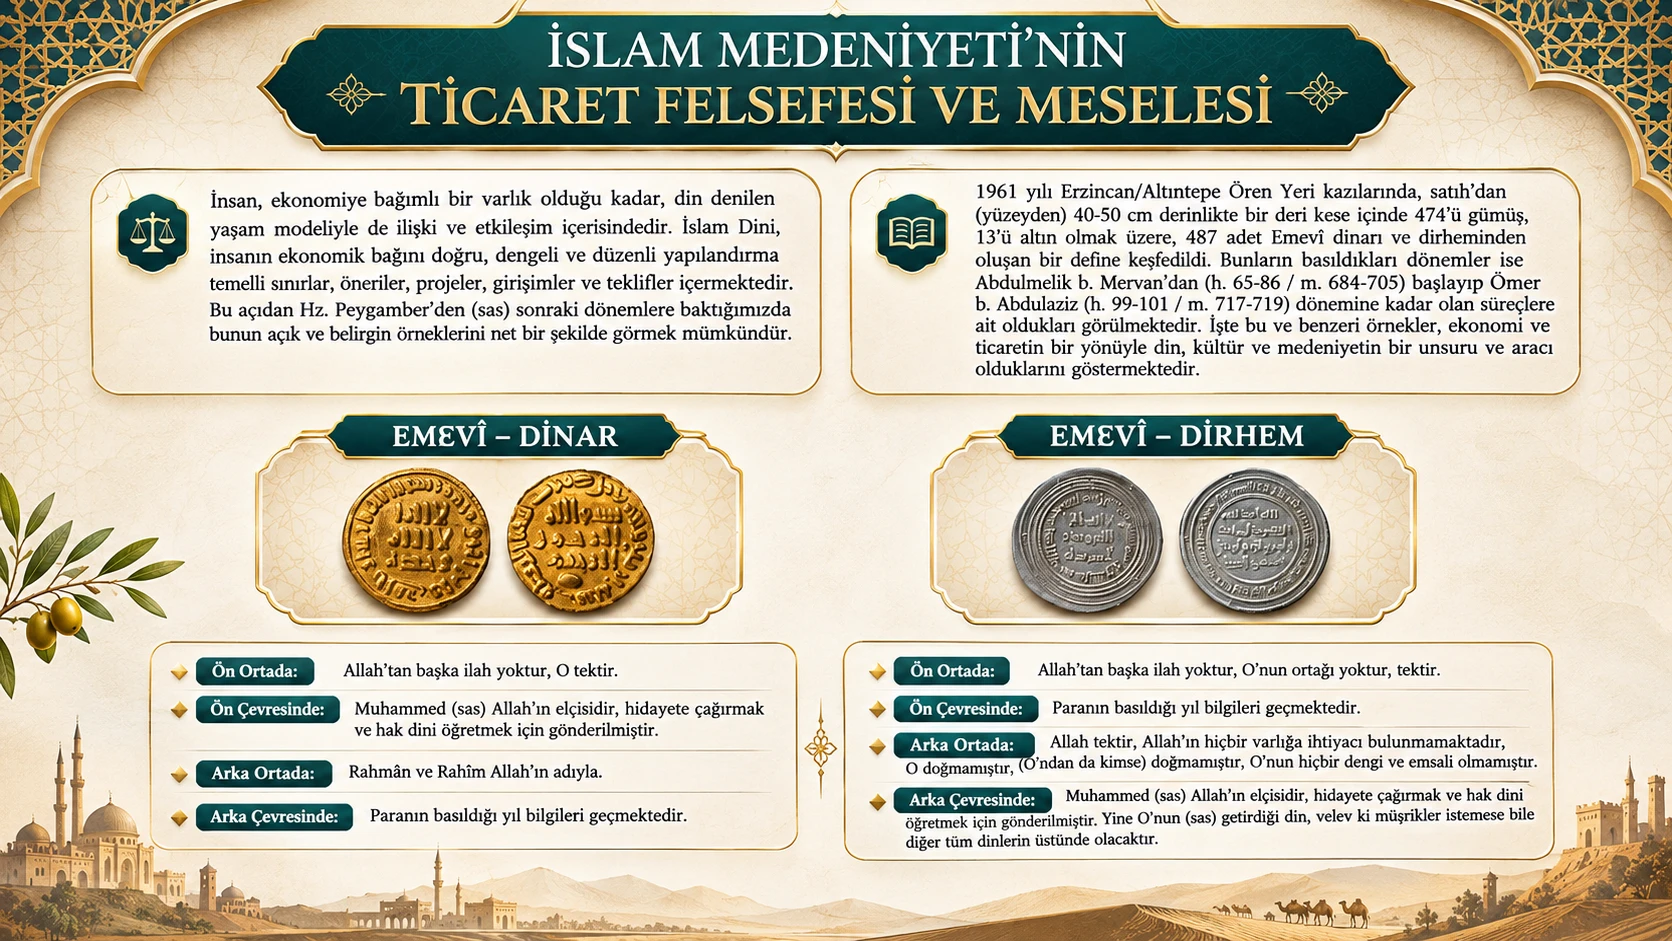 İSLAM MEDENİYETİ’NİN
TİCARET FELSEFESİ VE MESELESİ
İnsan, ekonomiye bağımlı bir varlık olduğu kadar, din denilen
yaşam modeliyle de ilişki ve etkileşim içerisindedir. İslam Dini,
insanın ekonomik bağını doğru, dengeli ve düzenli yapılandırma
temelli sınırlar, öneriler, projeler, girişimler ve teklifler içermektedir.
Bu açıdan Hz. Peygamber’den (sas) sonraki dönemlere baktığımızda
bunun açık ve belirgin örneklerini net bir şekilde görmek mümkündür.
1961 yılı Erzincan/Altıntepe Ören Yeri kazılarında, satıh’dan
(yüzeyden) 40-50 cm derinlikte bir deri kese içinde 474’ü gümüş,
13’ü altın olmak üzere, 487 adet Emevî dinarı ve dirheminden
oluşan bir define keşfedildi. Bunların basıldıkları dönemler ise
Abdulmelik b. Mervan’dan (h. 65-86 / m. 684-705) başlayıp Ömer
b. Abdulaziz (h. 99-101 / m. 717-719) dönemine kadar olan süreçlere
ait oldukları görülmektedir. İşte bu ve benzeri örnekler, ekonomi ve
ticaretin bir yönüyle din, kültür ve medeniyetin bir unsuru ve aracı
olduklarını göstermektedir.
EMEVÎ – DİNAR
Ön Ortada: Allah’tan başka ilah yoktur, O tektir.
Ön Çevresinde: Muhammed (sas) Allah’ın elçisidir, hidayete çağırmak
ve hak dini öğretmek için gönderilmiştir.
Arka Ortada: Rahmân ve Rahîm Allah’ın adıyla.
Arka Çevresinde: Paranın basıldığı yıl bilgileri geçmektedir.
EMEVÎ – DİRHEM
Ön Ortada: Allah’tan başka ilah yoktur, O’nun ortağı yoktur, tektir.
Ön Çevresinde: Paranın basıldığı yıl bilgileri geçmektedir.
Arka Ortada: Allah tektir, Allah’ın hiçbir varlığa ihtiyacı bulunmamaktadır,
O doğmamıştır, (O’ndan da kimse) doğmamıştır, O’nun hiçbir dengi ve emsali olmamıştır.
Arka Çevresinde: Muhammed (sas) Allah’ın elçisidir, hidayete çağırmak ve hak dini
öğretmek için gönderilmiştir. Yine O’nun (sas) getirdiği din, velev ki müşrikler istemese bile
diğer tüm dinlerin üstünde olacaktır.